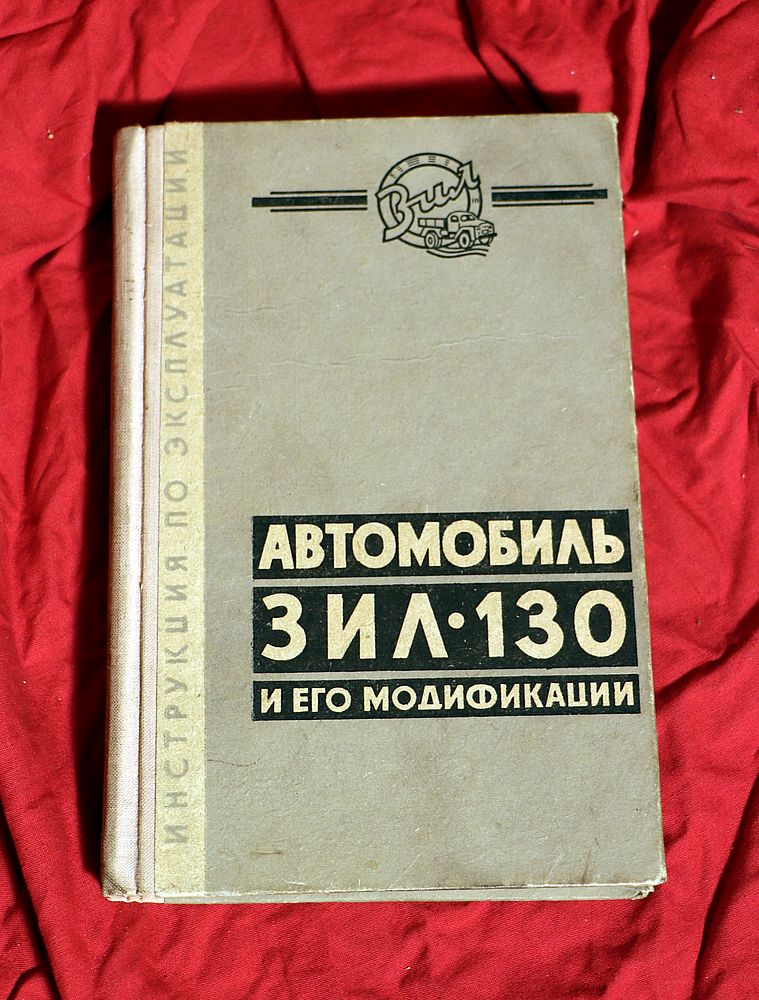 ЗИЛ
АВТОМОБИЛЬ
ЗИЛ·130
И ЕГО МОДИФИКАЦИИ
ИНСТРУКЦИЯ ПО ЭКСПЛУАТАЦИИ